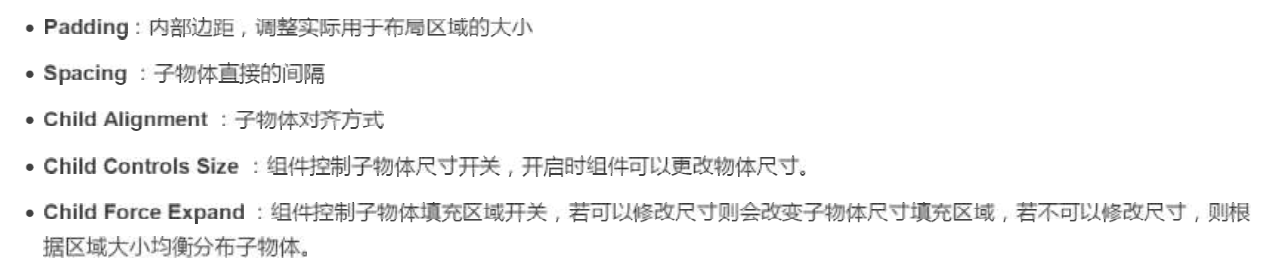 • Padding：内部边距，调整实际用于布局区域的大小
• Spacing ：子物体直接的间隔
• Child Alignment ：子物体对齐方式
• Child Controls Size ：组件控制子物体尺寸开关，开启时组件可以更改物体尺寸。
• Child Force Expand ：组件控制子物体填充区域开关，若可以修改尺寸则会改变子物体尺寸填充区域，若不可以修改尺寸，则根
据区域大小均衡分布子物体。